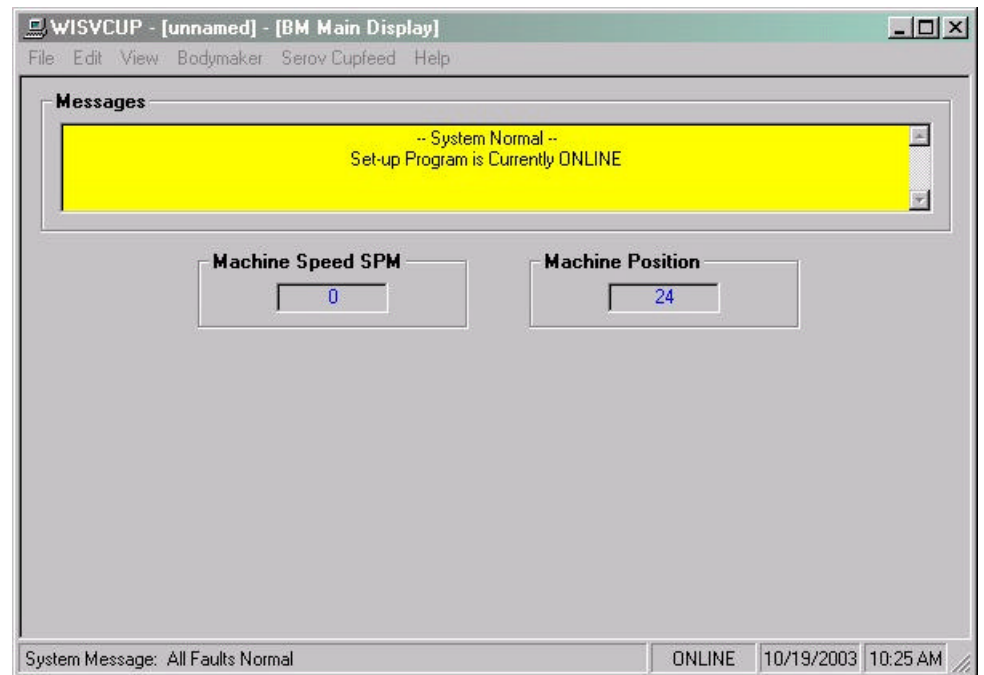 WISVCUP - [unnamed] - [BM Main Display]
File Edit View Bodymaker Serov Cupfeed Help
Messages
-- System Normal --
Set-up Program is Currently ONLINE
Machine Speed SPM
0
Machine Position
24
System Message: All Faults Normal
ONLINE
10/19/2003
10:25 AM